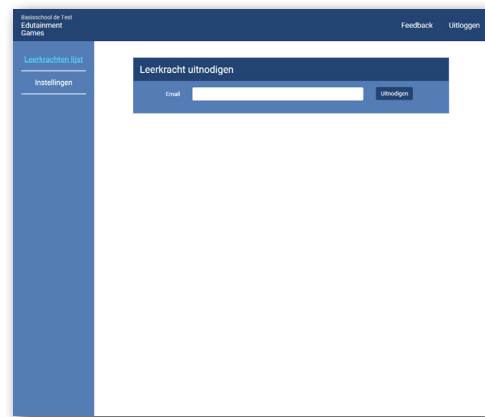 Basisschool de Test
Edutainment
Games
Feedback
Uitloggen
Leerkrachten lijst
Instellingen
Leerkracht uitnodigen
Email
Uitnodigen